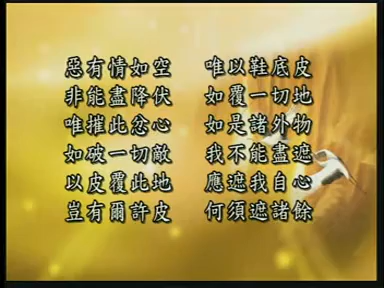 惡有情如空
非能盡降伏
唯摧此忿心
如破一切敵
以皮覆此地
豈有爾許皮
唯以鞋底皮
如覆一切地
如是諸外物
我不能盡遮
應遮我自心
何須遮諸餘